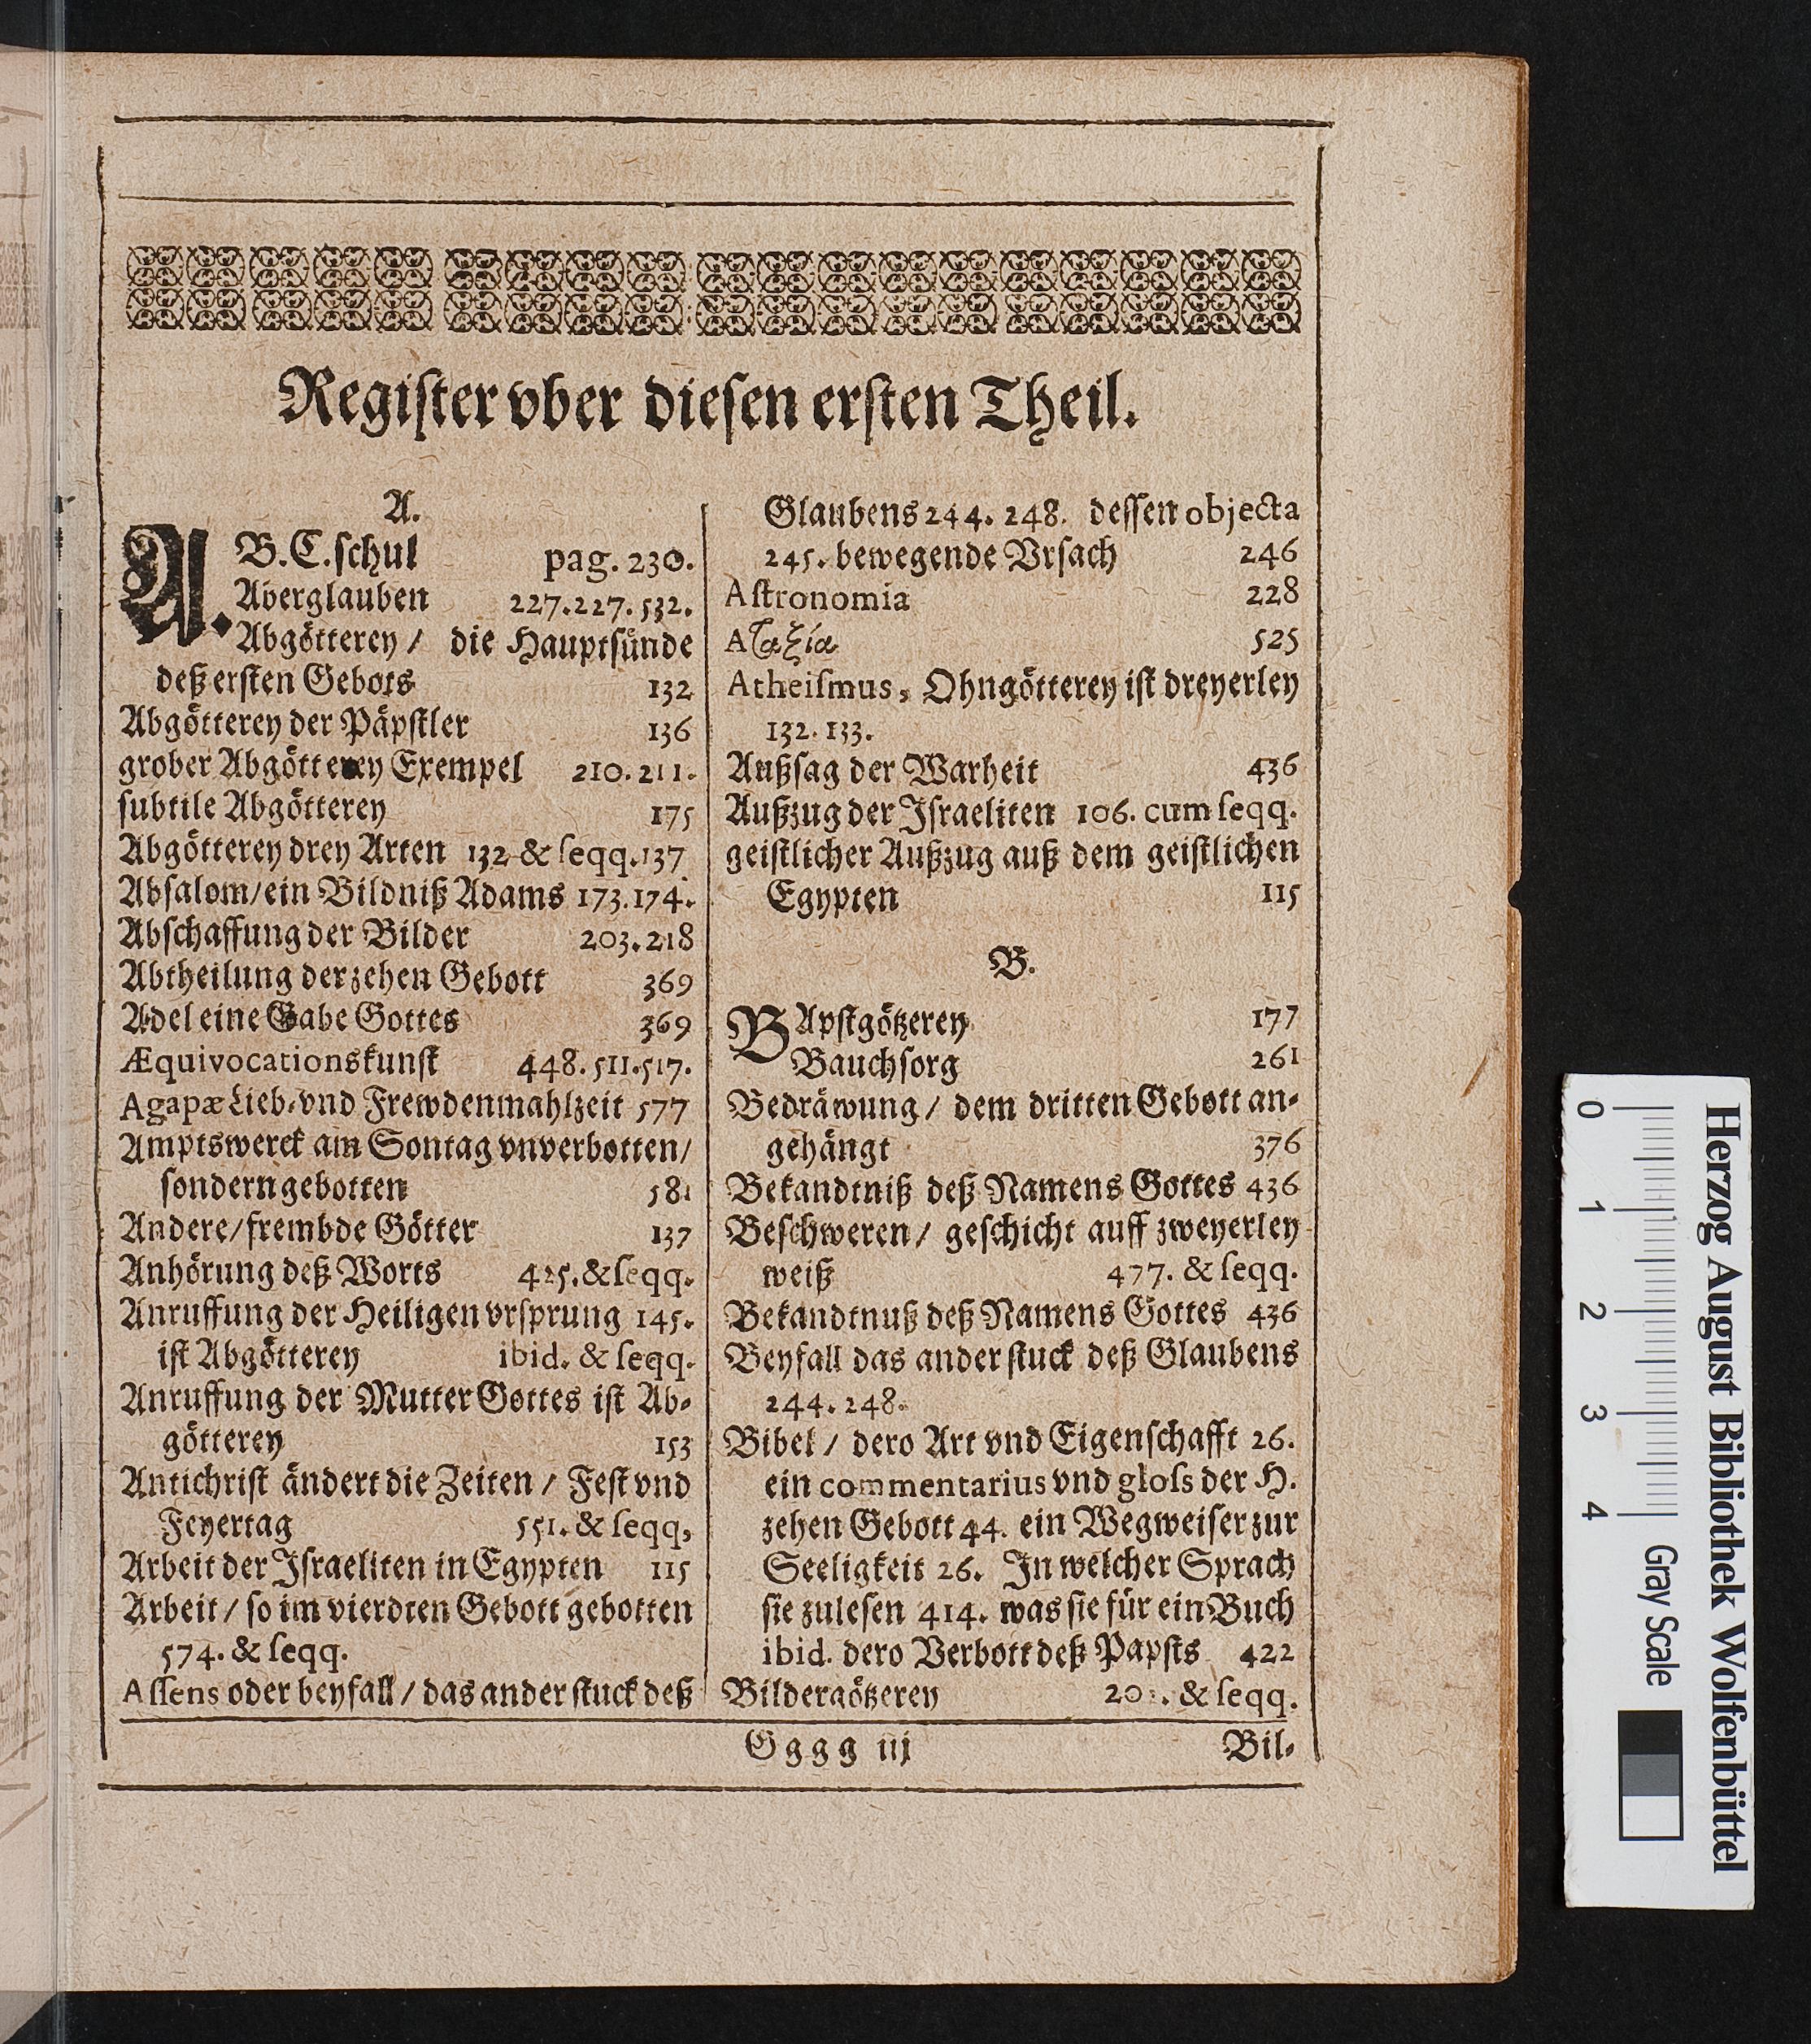 Regiſter vber dieſen erſten Theil.
A.
A. B. C. ſchul pag. 230.
Aberglauben 227. 227. 532.
Abgötterey / die Hauptſünde
deß erſten Gebots 132
Abgötterey der Päpſtler 136
grober Abgötterey Exempel 210. 211.
ſubtile Abgötterey 175
Abgötterey drey Arten 132 & ſeqq. 137
Abſalom/ein Bildniß Adams 173. 174.
Abſchaffung der Bilder 203. 218
Abtheilung der zehen Gebott 369
Adel eine Gabe Gottes 369
Æquivocationskunſt 448. 511. 517.
Agapæ Lieb- vnd Frewdenmahlzeit 577
Amptswerck am Sontag vnverbotten/
ſondern gebotten 581
Andere/frembde Götter 137
Anhörung deß Worts 425. & ſeqq.
Anruffung der Heiligen vrſprung 145.
iſt Abgötterey ibid. & ſeqq.
Anruffung der Mutter Gottes iſt Ab-
götterey 153
Antichriſt ändert die Zeiten / Feſt vnd
Feyertag 551. & ſeqq,
Arbeit der Iſraeliten in Egypten 115
Arbeit / ſo im vierdten Gebott gebotten
574. & ſeqq.
Aſſens oder beyfall / das ander ſtuck deß
Glaubens 244. 248. deſſen objecta
245. bewegende Vrſach 246
Aſtronomia 228
Αταξία 525
Atheiſmus, Ohngötterey iſt dreyerley
132. 133.
Außſag der Warheit 436
Außzug der Iſraeliten 106. cum ſeqq.
geiſtlicher Außzug auß dem geiſtlichen
Egypten 115
B.
BApſtgötzerey 177
Bauchſorg 261
Bedräwung / dem dritten Gebott an-
gehängt 376
Bekandtniß deß Namens Gottes 436
Beſchweren / geſchicht auff zweyerley
weiß 477. & ſeqq.
Bekandtnuß deß Namens Gottes 436
Beyfall das ander ſtuck deß Glaubens
244. 248.
Bibel / dero Art vnd Eigenſchafft 26.
ein commentarius vnd gloſs der H.
zehen Gebott 44. ein Wegweiſer zur
Seeligkeit 26. In welcher Sprach
ſie zuleſen 414. was ſie für ein Buch
ibid. dero Verbott deß Papſts 422
Bildergötzerey & ſeqq.
Gggg iij Bil-
0 1 2 3 4 Gray Scale
Herzog August Bibliothek Wolfenbüttel